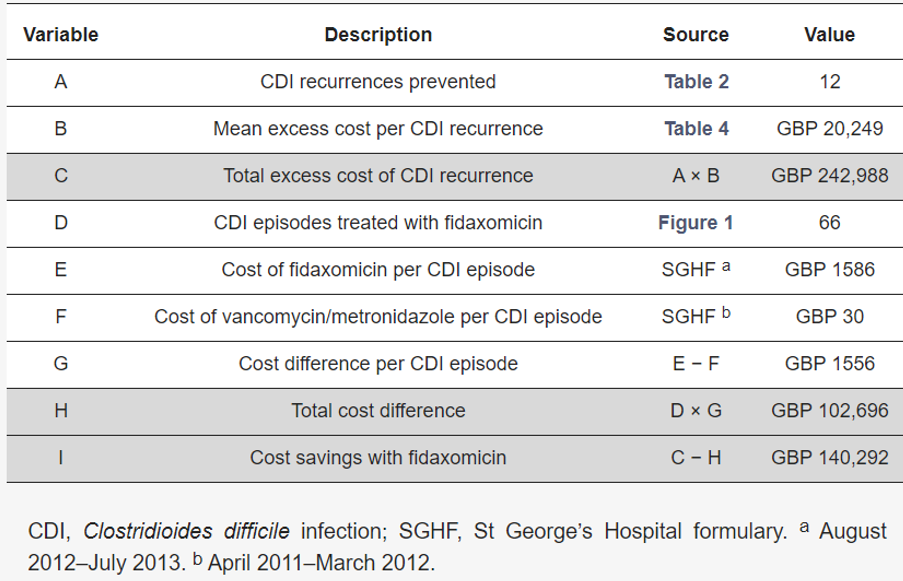 Variable Description Source Value
A CDI recurrences prevented Table 2 12
B Mean excess cost per CDI recurrence Table 4 GBP 20,249
C Total excess cost of CDI recurrence A × B GBP 242,988
D CDI episodes treated with fidaxomicin Figure 1 66
E Cost of fidaxomicin per CDI episode SGHF a GBP 1586
F Cost of vancomycin/metronidazole per CDI episode SGHF b GBP 30
G Cost difference per CDI episode E − F GBP 1556
H Total cost difference D × G GBP 102,696
I Cost savings with fidaxomicin C − H GBP 140,292
CDI, Clostridioides difficile infection; SGHF, St George’s Hospital formulary. a August
2012–July 2013. b April 2011–March 2012.